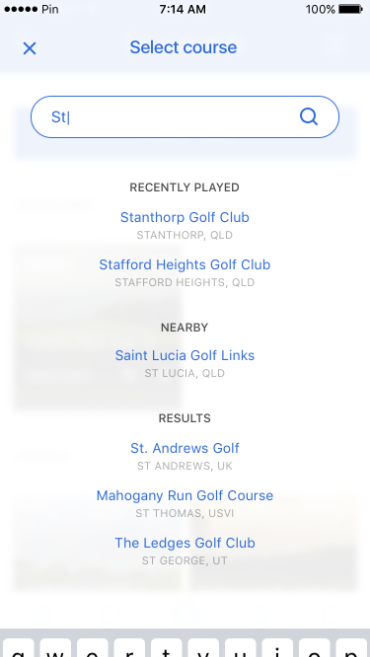 Pin 7:14 AM 100%
Select course
St
RECENTLY PLAYED
Stanthorp Golf Club
STANTHORP, QLD
Stafford Heights Golf Club
STAFFORD HEIGHTS, QLD
NEARBY
Saint Lucia Golf Links
ST LUCIA, QLD
RESULTS
St. Andrews Golf
ST ANDREWS, UK
Mahogany Run Golf Course
ST THOMAS, USVI
The Ledges Golf Club
ST GEORGE, UT
q w e r t y u i o p